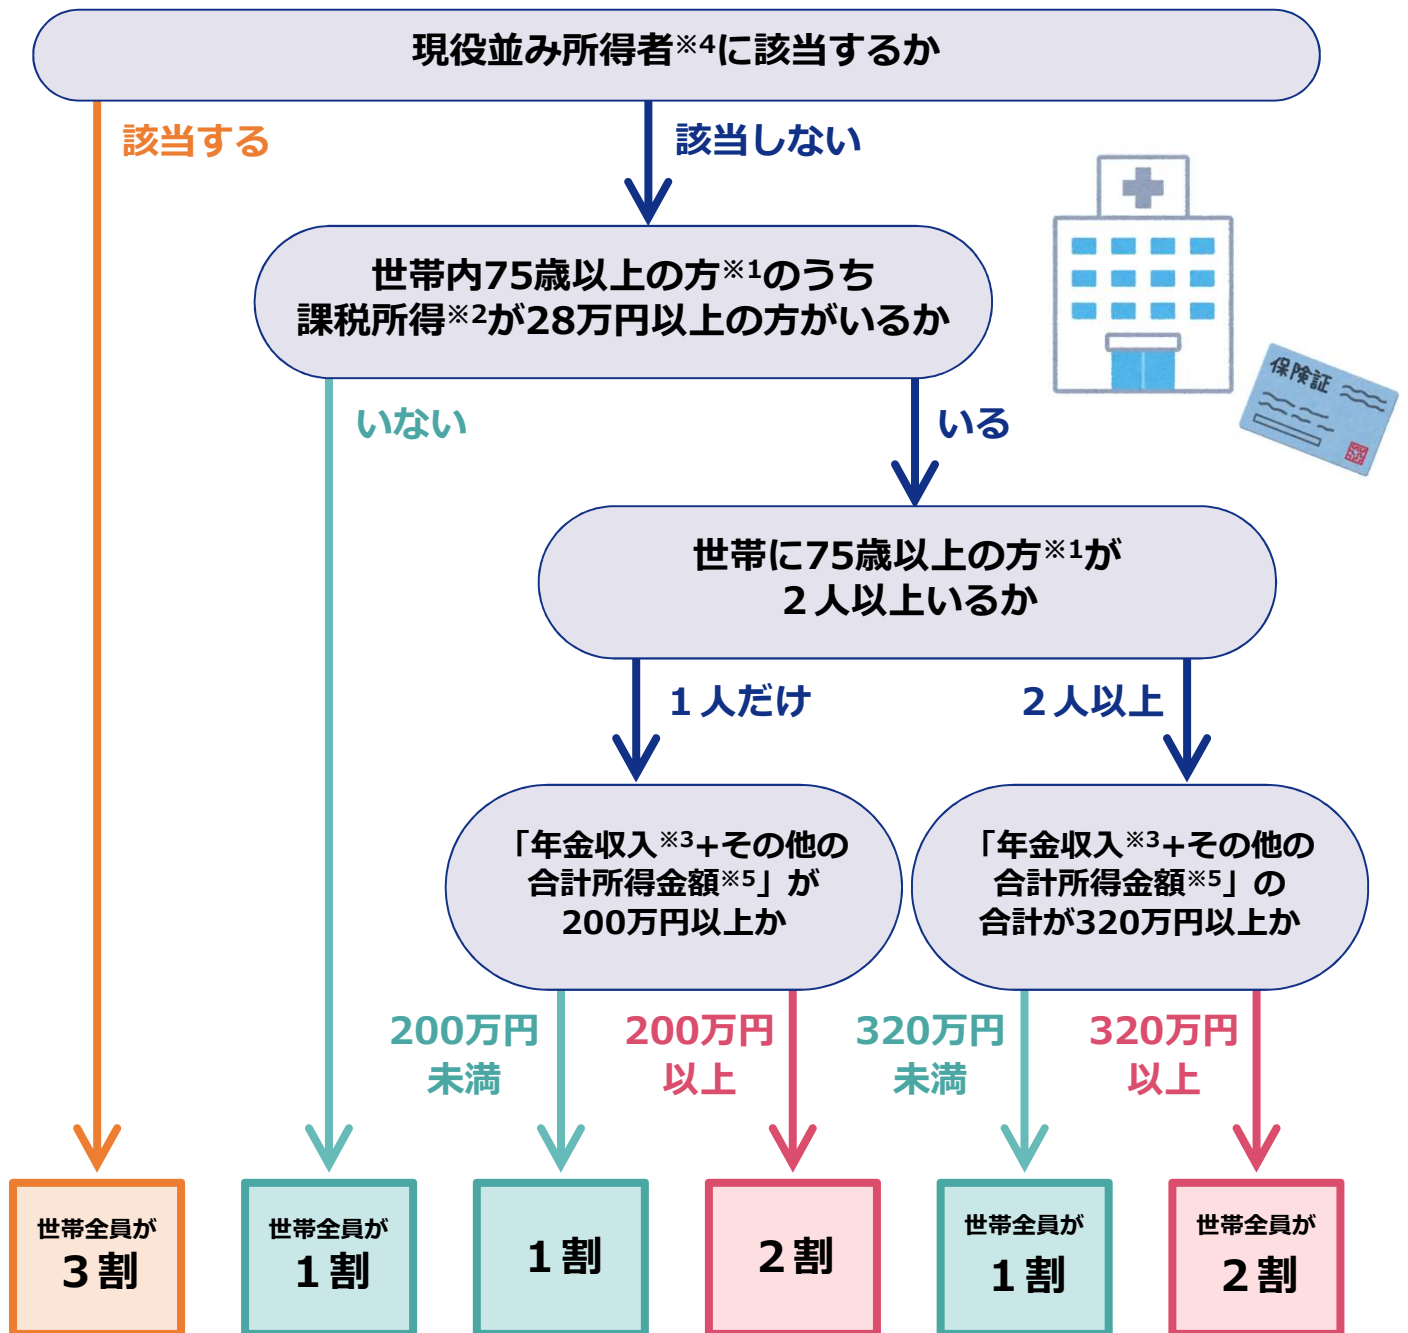 現役並み所得者※4に該当するか
該当する
該当しない
世帯内75歳以上の方※1のうち
課税所得※2が28万円以上の方がいるか
保険証
いない
いる
世帯に75歳以上の方※1が
２人以上いるか
１人だけ
２人以上
「年金収入※3+その他の
合計所得金額※5」が
200万円以上か
「年金収入※3+その他の
合計所得金額※5」の
合計が320万円以上か
200万円
未満
200万円
以上
320万円
未満
320万円
以上
世帯全員が
３割
世帯全員が
１割
１割
２割
世帯全員が
１割
世帯全員が
２割